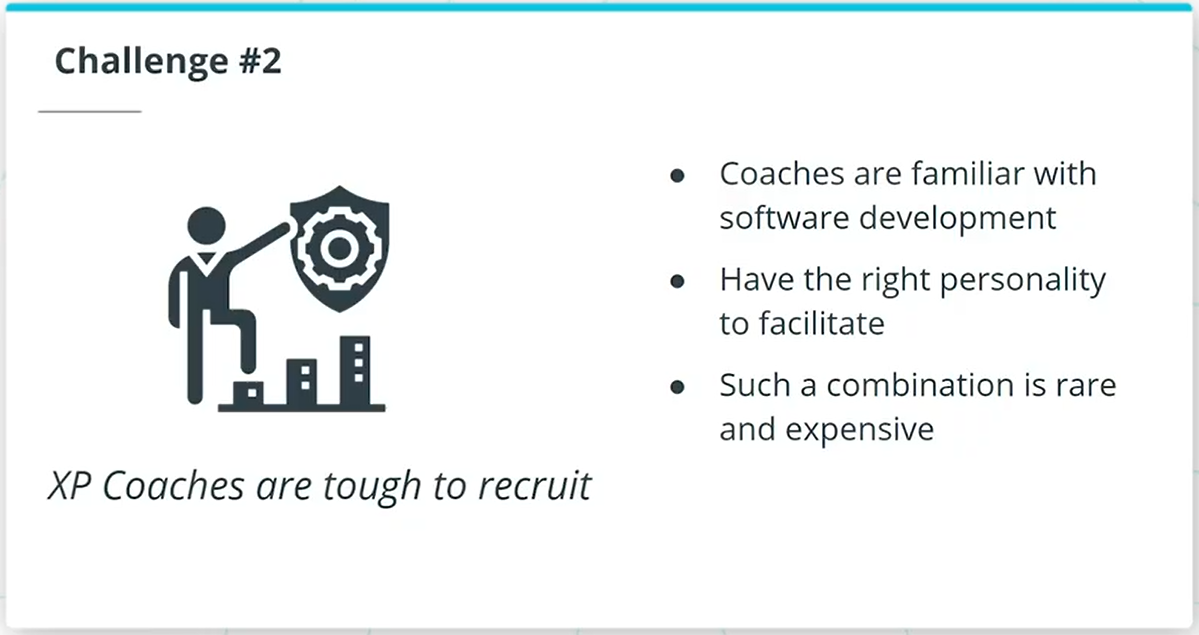 Challenge #2
Coaches are familiar with
software development
Have the right personality
to facilitate
Such a combination is rare
and expensive
XP Coaches are tough to recruit